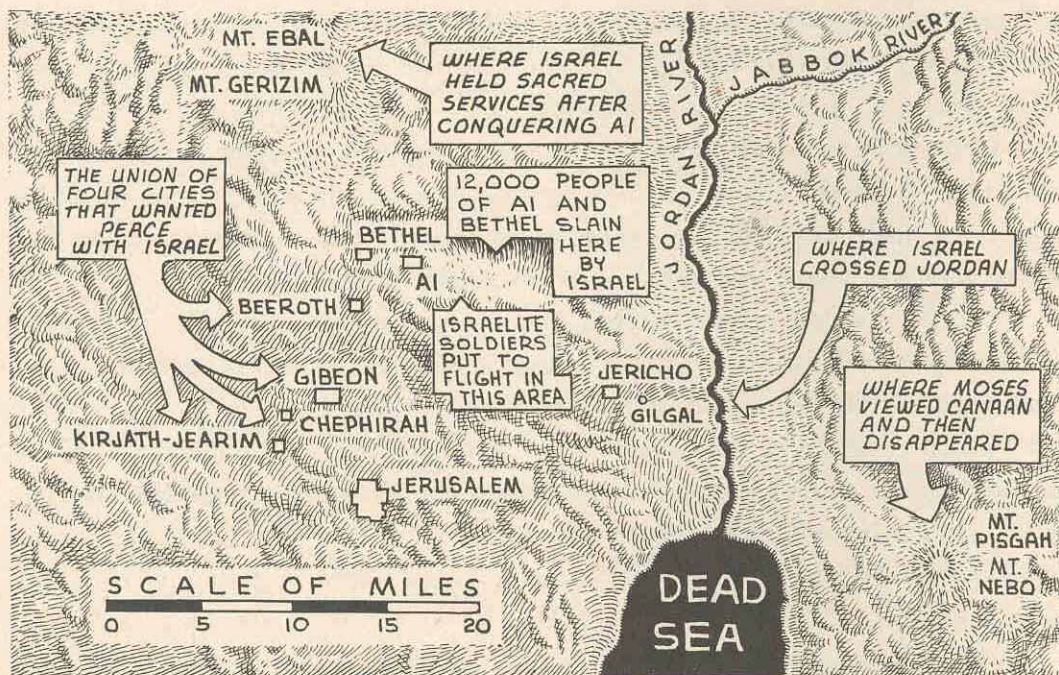 MT. EBAL
MT. GERIZIM
WHERE ISRAEL
HELD SACRED
SERVICES AFTER
CONQUERING AI
JORDAN RIVER
JABBOK RIVER
THE UNION OF
FOUR CITIES
THAT WANTED
PEACE
WITH ISRAEL
12,000 PEOPLE
OF AI AND
BETHEL SLAIN
HERE
BY
ISRAEL
BETHEL
AI
WHERE ISRAEL
CROSSED JORDAN
BEEROTH
ISRAELITE
SOLDIERS
PUT TO
FLIGHT IN
THIS AREA
GIBEON
JERICHO
GILGAL
CHEPHIRAH
KIRJATH-JEARIM
WHERE MOSES
VIEWED CANAAN
AND THEN
DISAPPEARED
JERUSALEM
MT.
PISGAH
MT.
NEBO
SCALE OF MILES
0 5 10 15 20
DEAD
SEA